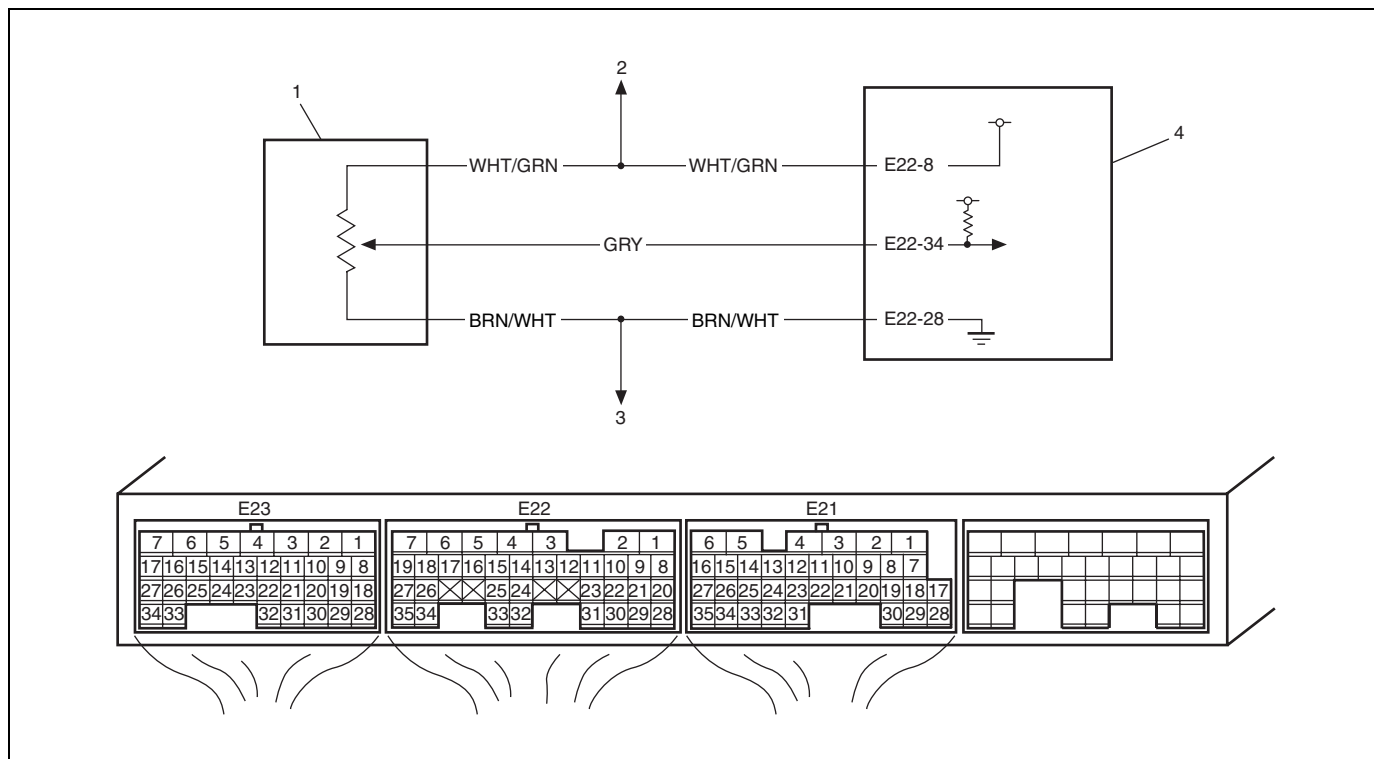 2
1
4
WHT/GRN WHT/GRN E22-8
GRY E22-34
BRN/WHT BRN/WHT E22-28
3
E23 E22 E21
7 6 5 4 3 2 1 7 6 5 4 3 2 1 6 5 4 3 2 1
17 16 15 14 13 12 11 10 9 8 19 18 17 16 15 14 13 12 11 10 9 8 16 15 14 13 12 11 10 9 8 7
27 26 25 24 23 22 21 20 19 18 27 26 25 24 23 22 21 20 27 26 25 24 23 22 21 20 19 18 17
34 33 32 31 30 29 28 35 34 33 32 31 30 29 28 35 34 33 32 31 30 29 28